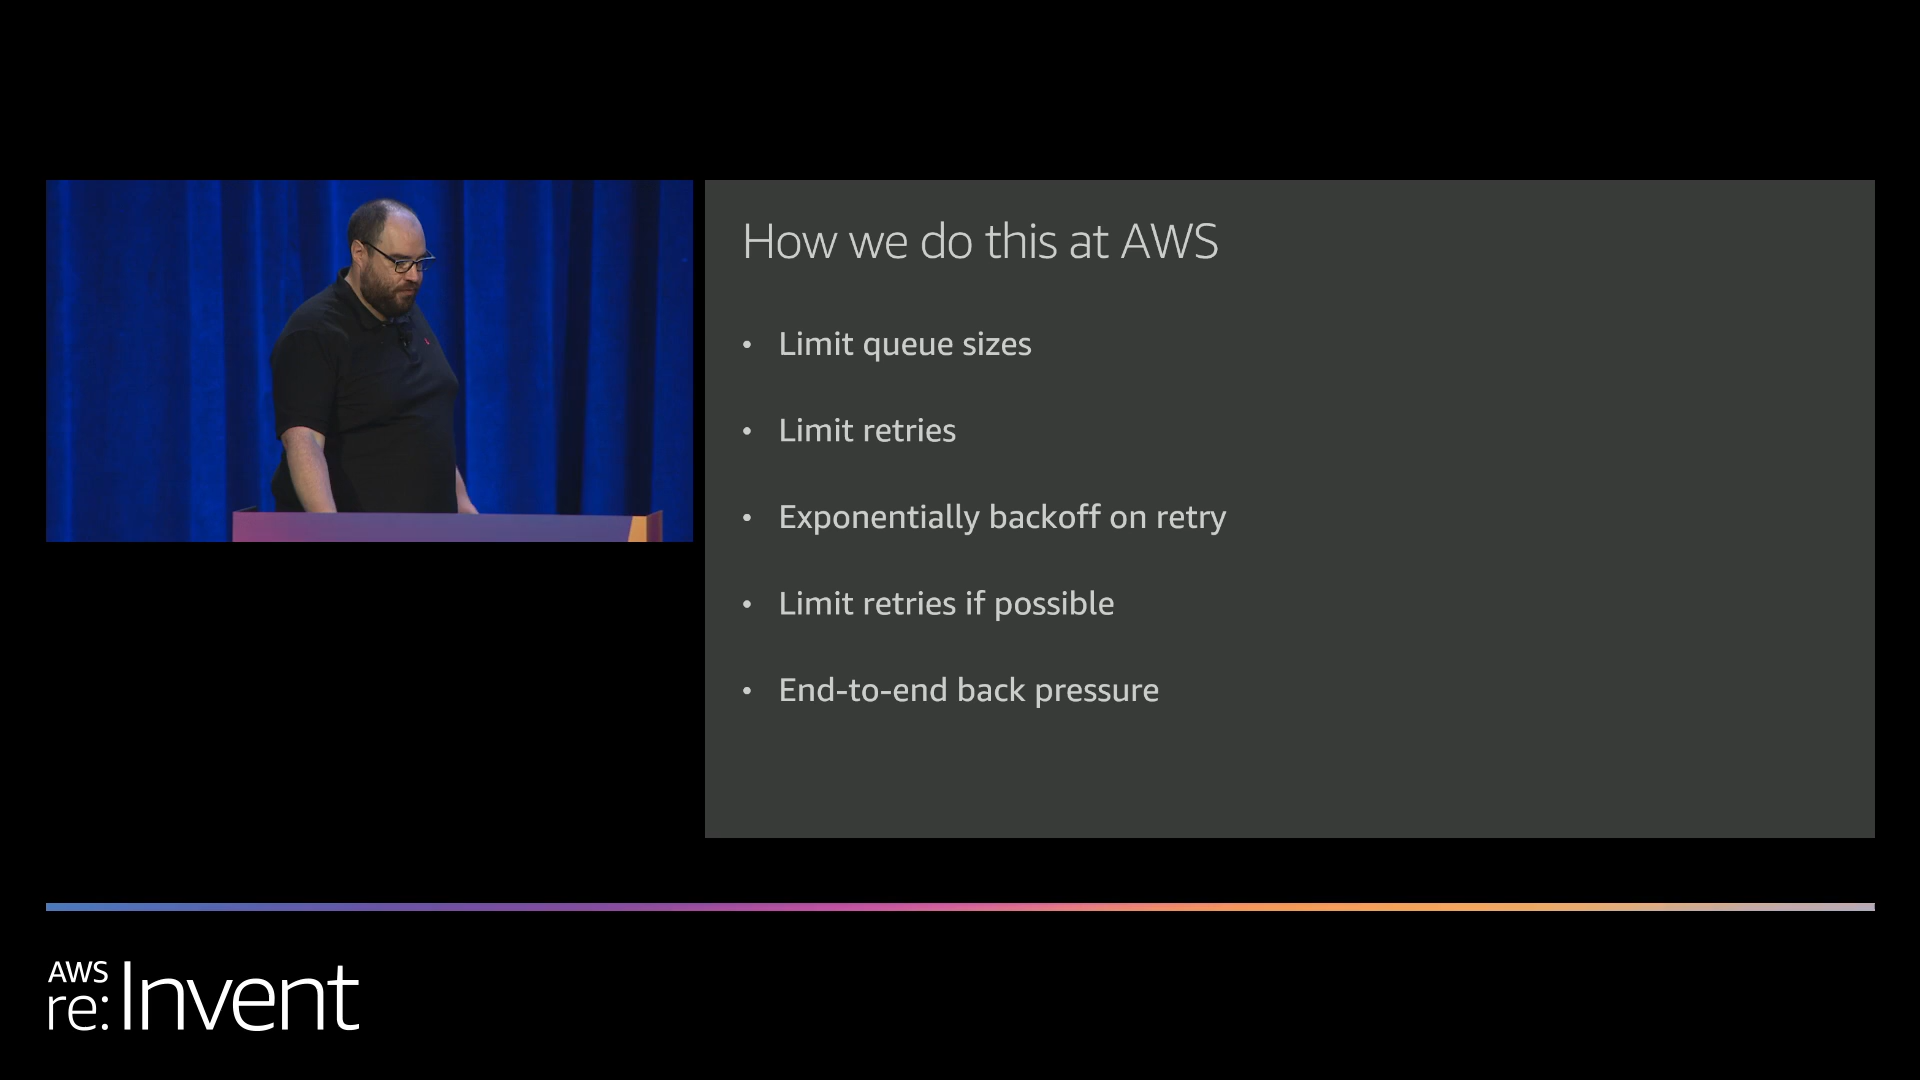 How we do this at AWS
• Limit queue sizes
• Limit retries
• Exponentially backoff on retry
• Limit retries if possible
• End-to-end back pressure
AWS
re:Invent